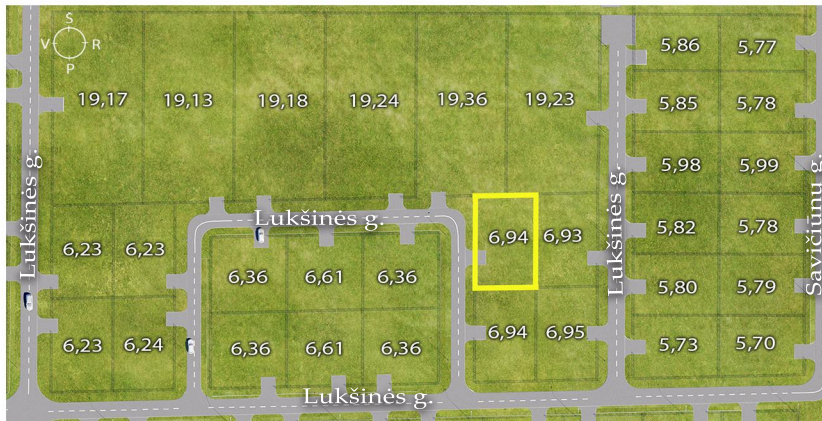 S
V R
P
5,86 5,77
19,17 19,13 19,18 19,24 19,36 19,23 5,85 5,78
5,98 5,99
Lukšinės g.
Lukšinės g.
Lukšinės g.
Savičiūnų g.
6,23 6,23
6,94 6,93
5,82 5,78
6,36 6,61 6,36
5,80 5,79
6,23 6,24
6,36 6,61 6,36
6,94 6,95
5,73 5,70
Lukšinės g.